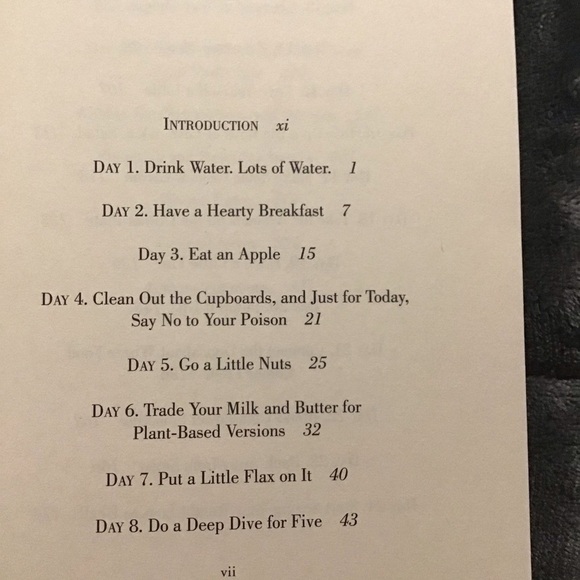 INTRODUCTION xi
DAY 1. Drink Water. Lots of Water. 1
DAY 2. Have a Hearty Breakfast 7
Day 3. Eat an Apple 15
DAY 4. Clean Out the Cupboards, and Just for Today,
Say No to Your Poison 21
DAY 5. Go a Little Nuts 25
DAY 6. Trade Your Milk and Butter for
Plant-Based Versions 32
DAY 7. Put a Little Flax on It 40
DAY 8. Do a Deep Dive for Five 43
vii